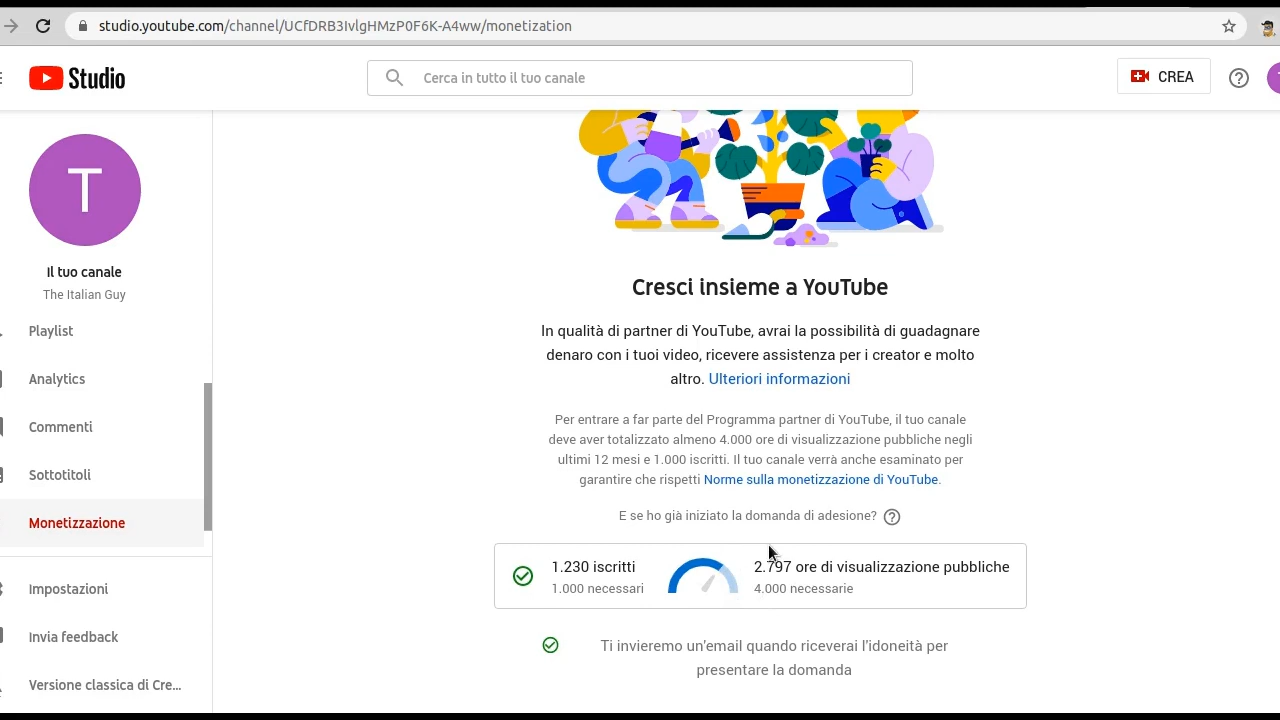 studio.youtube.com/channel/UCfDRB3IvlgHMzP0F6K-A4ww/monetization
Studio
Cerca in tutto il tuo canale
CREA
T
Il tuo canale
The Italian Guy
Playlist
Analytics
Commenti
Sottotitoli
Monetizzazione
Impostazioni
Invia feedback
Versione classica di Cre...
Cresci insieme a YouTube
In qualità di partner di YouTube, avrai la possibilità di guadagnare
denaro con i tuoi video, ricevere assistenza per i creator e molto
altro. Ulteriori informazioni
Per entrare a far parte del Programma partner di YouTube, il tuo canale
deve aver totalizzato almeno 4.000 ore di visualizzazione pubbliche negli
ultimi 12 mesi e 1.000 iscritti. Il tuo canale verrà anche esaminato per
garantire che rispetti Norme sulla monetizzazione di YouTube.
E se ho già iniziato la domanda di adesione?
1.230 iscritti
1.000 necessari
2.797 ore di visualizzazione pubbliche
4.000 necessarie
Ti invieremo un'email quando riceverai l'idoneità per
presentare la domanda